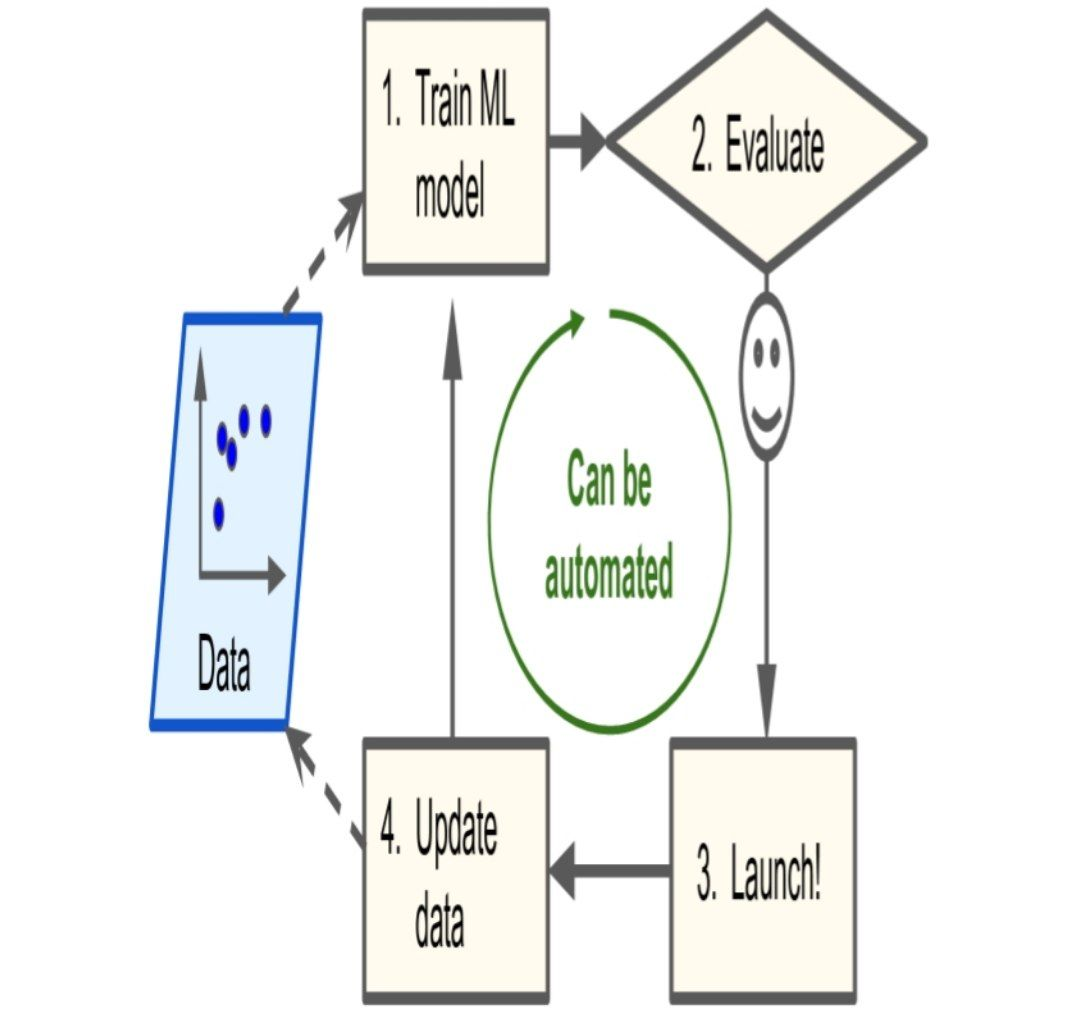 1. Train ML
model
2. Evaluate
Can be
automated
Data
4. Update
data
3. Launch!